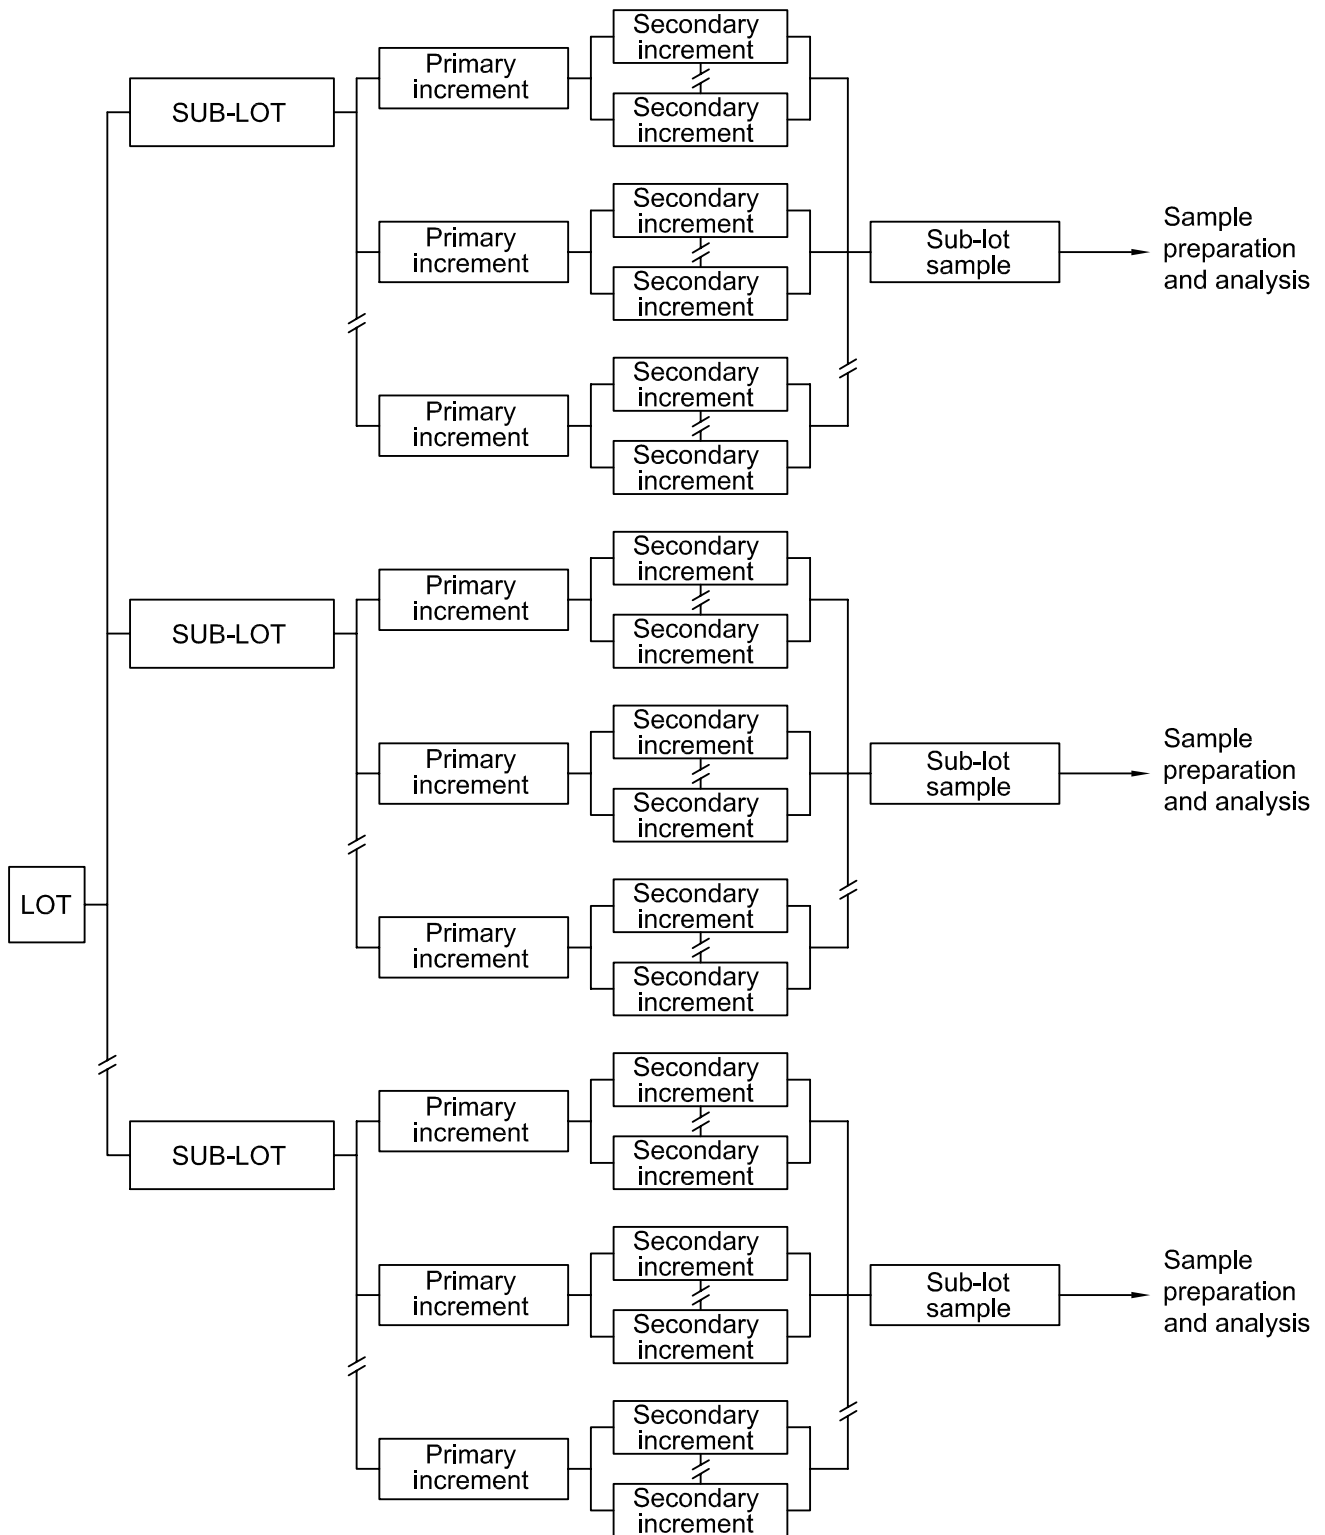 Secondary
increment
Primary
increment
SUB-LOT
Secondary
increment
Secondary
increment
Primary
increment
Secondary
increment
Sub-lot
sample
Sample
preparation
and analysis
Secondary
increment
Primary
increment
Secondary
increment
Secondary
increment
Primary
increment
SUB-LOT
Secondary
increment
Secondary
increment
Primary
increment
Secondary
increment
Sub-lot
sample
Sample
preparation
and analysis
LOT
Secondary
increment
Primary
increment
Secondary
increment
Secondary
increment
Primary
increment
SUB-LOT
Secondary
increment
Secondary
increment
Primary
increment
Secondary
increment
Sub-lot
sample
Sample
preparation
and analysis
Secondary
increment
Primary
increment
Secondary
increment